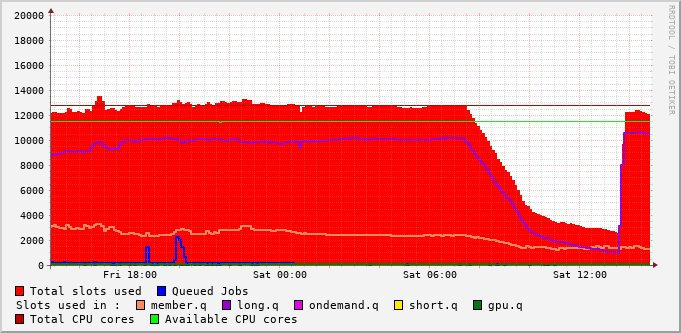 20000
18000
16000
14000
12000
10000
8000
6000
4000
2000
0
Fri 18:00 Sat 00:00 Sat 06:00 Sat 12:00
RRDTOOL / TOBI OETIKER
Total slots used Queued Jobs
Slots used in : member.q long.q ondemand.q short.q gpu.q
Total CPU cores Available CPU cores